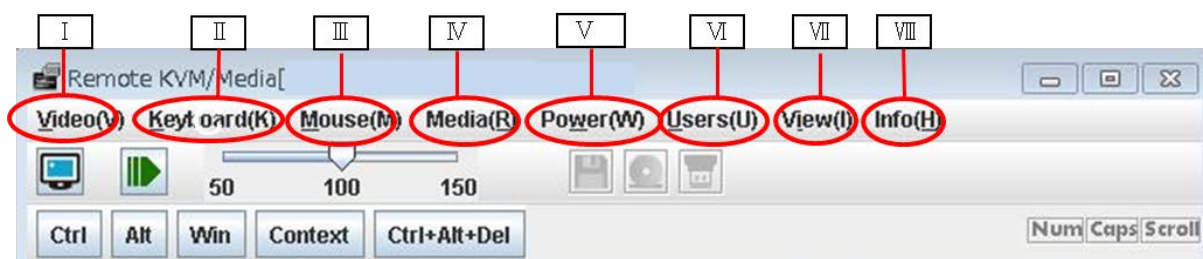 Ⅰ Ⅱ Ⅲ Ⅳ Ⅴ Ⅵ Ⅶ Ⅷ
Remote KVM/Media[
Video(V) Keyboard(K) Mouse(M) Media(R) Power(W) Users(U) View(I) Info(H)
50 100 150
Ctrl Alt Win Context Ctrl+Alt+Del Num Caps Scroll